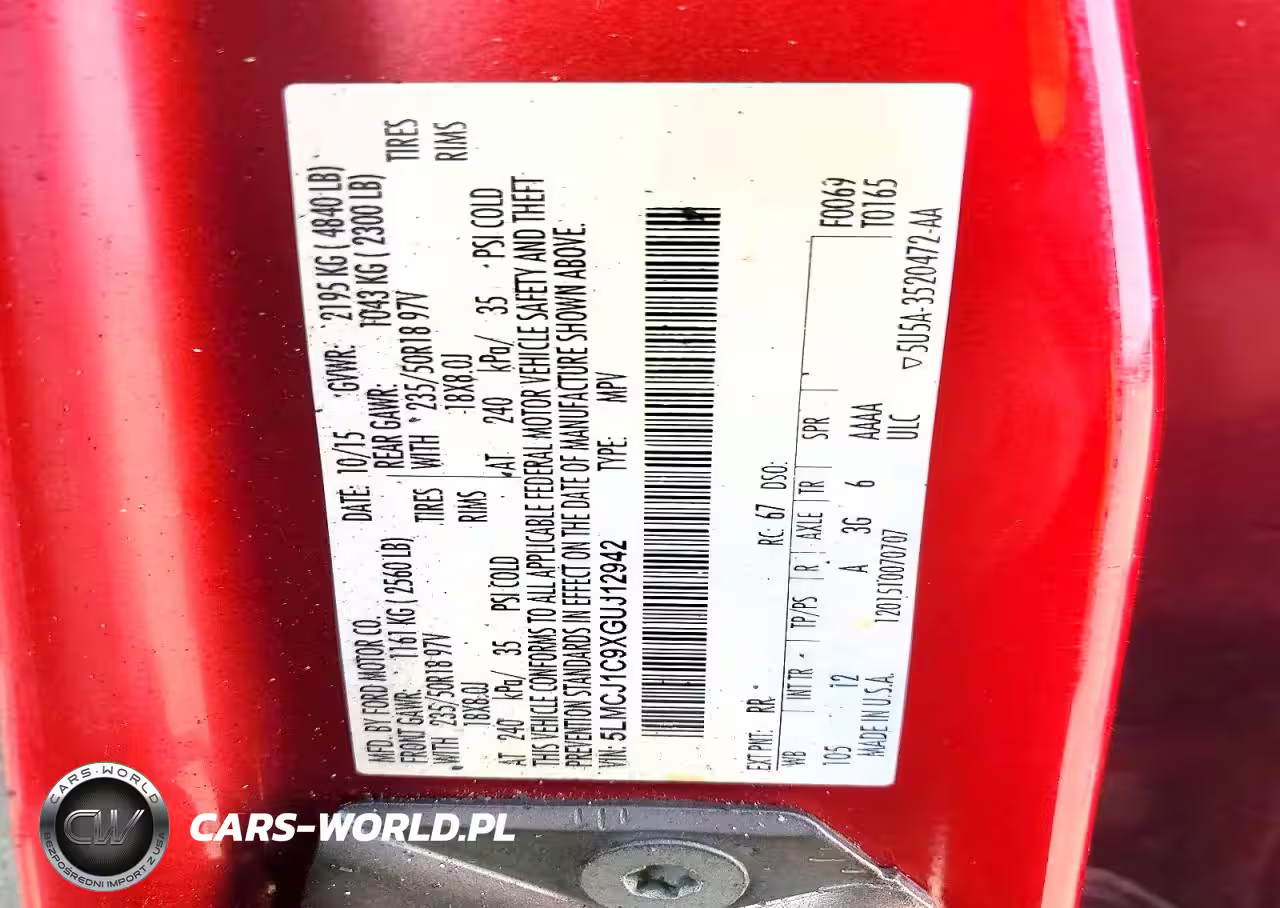 MFD BY FORD MOTOR CO. DATE: 10/15 GVWR: 2195 KG ( 4840 LB)
FRONT GAWR: 1161 KG ( 2560 LB) REAR GAWR: 1043 KG ( 2300 LB)
WITH 235/50R18 97V TIRES WITH 235/50R18 97V TIRES
18X8.0J RIMS 18X8.0J RIMS
AT 240 kPa/ 35 PSI COLD AT 240 kPa/ 35 PSI COLD
THIS VEHICLE CONFORMS TO ALL APPLICABLE FEDERAL MOTOR VEHICLE SAFETY AND THEFT
PREVENTION STANDARDS IN EFFECT ON THE DATE OF MANUFACTURE SHOWN ABOVE.
VIN: 5LMCJ1C9XGUJ12942 TYPE: MPV
EXT PNT: RR RC: 67 DSO:
WB INT TR TP/PS R AXLE TR SPR F0069
105 12 A 3G 6 AAAA T0165
MADE IN U.S.A. ULC
12015T0070707 ▽5U5A-3520472-AA
CARS-WORLD
CW
BEZPOŚREDNI IMPORT Z USA
CARS-WORLD.PL